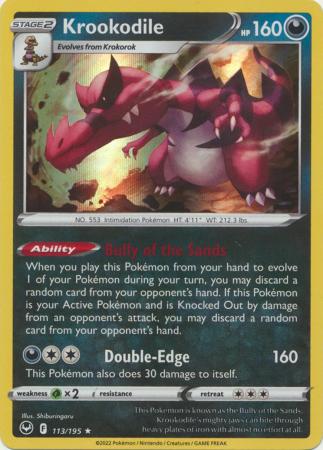 STAGE2 Krookodile HP 160
Evolves from Krokorok
NO. 553 Intimidation Pokémon HT: 4'11" WT: 212.3 lbs.
Ability Bully of the Sands
When you play this Pokémon from your hand to evolve
1 of your Pokémon during your turn, you may discard a
random card from your opponent's hand. If this Pokémon
is your Active Pokémon and is Knocked Out by damage
from an opponent's attack, you may discard a
random card from your opponent's hand.
Double-Edge 160
This Pokémon also does 30 damage to itself.
weakness ×2 resistance retreat
Illus. Shiburingaru
F 113/195 ★
This Pokémon is known as the Bully of the Sands.
Krookodile's mighty jaws can bite through
heavy plates of iron with almost no effort at all.
©2022 Pokémon / Nintendo / Creatures / GAME FREAK